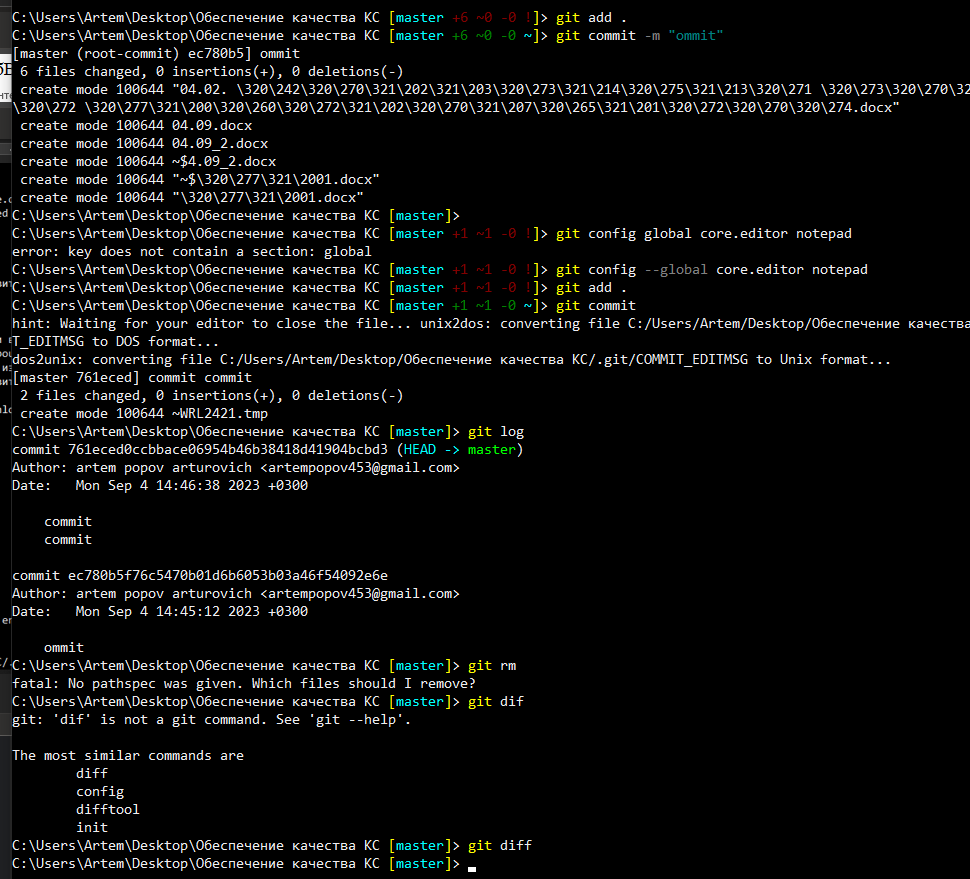 C:\Users\Artem\Desktop\Обеспечение качества КС [master +6 ~0 -0 !]> git add .
C:\Users\Artem\Desktop\Обеспечение качества КС [master +6 ~0 -0 ~]> git commit -m "ommit"
[master (root-commit) ec780b5] ommit
 6 files changed, 0 insertions(+), 0 deletions(-)
 create mode 100644 "04.02. \320\242\320\270\321\202\321\203\320\273\321\214\320\275\321\213\320\271 \320\273\320\270\32
\320\272 \320\277\321\200\320\260\320\272\321\202\320\270\321\207\320\265\321\201\320\272\320\270\320\274.docx"
 create mode 100644 04.09.docx
 create mode 100644 04.09_2.docx
 create mode 100644 ~$4.09_2.docx
 create mode 100644 "~$\320\277\321\2001.docx"
 create mode 100644 "\320\277\321\2001.docx"
C:\Users\Artem\Desktop\Обеспечение качества КС [master]>
C:\Users\Artem\Desktop\Обеспечение качества КС [master +1 ~1 -0 !]> git config global core.editor notepad
error: key does not contain a section: global
C:\Users\Artem\Desktop\Обеспечение качества КС [master +1 ~1 -0 !]> git config --global core.editor notepad
C:\Users\Artem\Desktop\Обеспечение качества КС [master +1 ~1 -0 !]> git add .
C:\Users\Artem\Desktop\Обеспечение качества КС [master +1 ~1 -0 ~]> git commit
hint: Waiting for your editor to close the file... unix2dos: converting file C:/Users/Artem/Desktop/Обеспечение качества
T_EDITMSG to DOS format...
dos2unix: converting file C:/Users/Artem/Desktop/Обеспечение качества КС/.git/COMMIT_EDITMSG to Unix format...
[master 761eced] commit commit
 2 files changed, 0 insertions(+), 0 deletions(-)
 create mode 100644 ~WRL2421.tmp
C:\Users\Artem\Desktop\Обеспечение качества КС [master]> git log
commit 761eced0ccbbace06954b46b38418d41904bcbd3 (HEAD -> master)
Author: artem popov arturovich <artempopov453@gmail.com>
Date:   Mon Sep 4 14:46:38 2023 +0300
    commit
    commit
commit ec780b5f76c5470b01d6b6053b03a46f54092e6e
Author: artem popov arturovich <artempopov453@gmail.com>
Date:   Mon Sep 4 14:45:12 2023 +0300
    ommit
C:\Users\Artem\Desktop\Обеспечение качества КС [master]> git rm
fatal: No pathspec was given. Which files should I remove?
C:\Users\Artem\Desktop\Обеспечение качества КС [master]> git dif
git: 'dif' is not a git command. See 'git --help'.
The most similar commands are
        diff
        config
        difftool
        init
C:\Users\Artem\Desktop\Обеспечение качества КС [master]> git diff
C:\Users\Artem\Desktop\Обеспечение качества КС [master]>